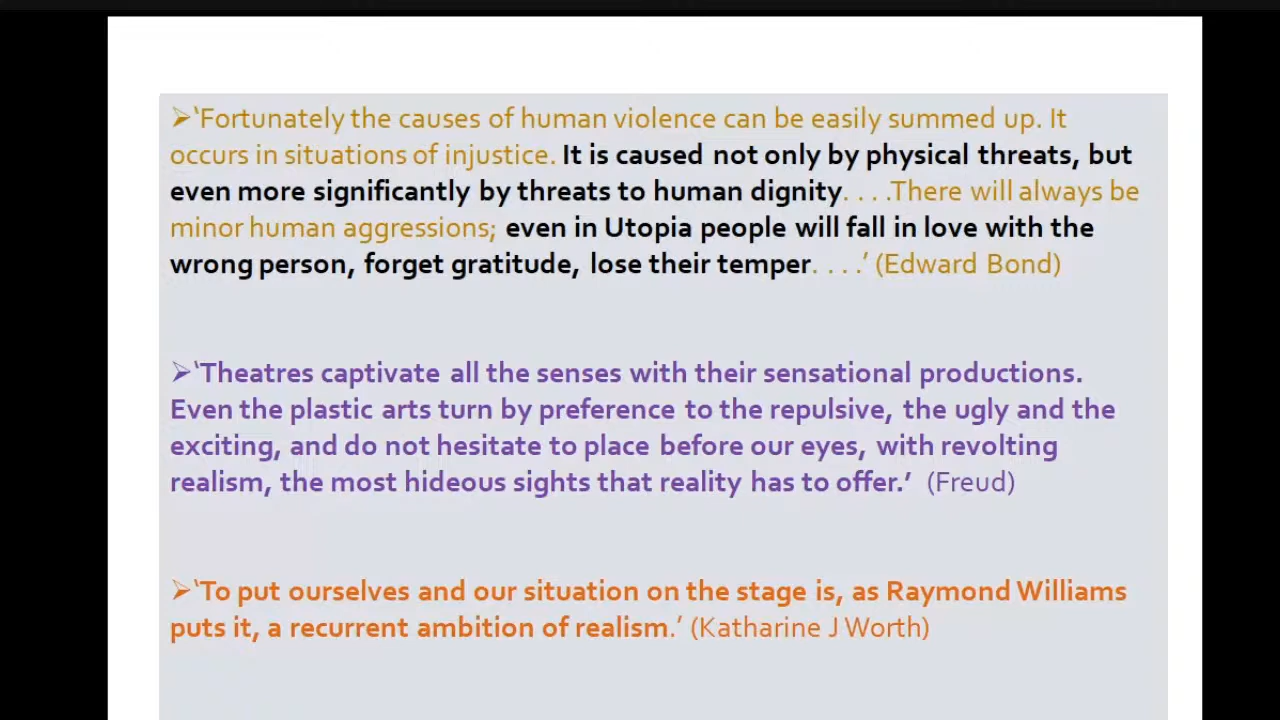 ➢‘Fortunately the causes of human violence can be easily summed up. It
occurs in situations of injustice. It is caused not only by physical threats, but
even more significantly by threats to human dignity. . . .There will always be
minor human aggressions; even in Utopia people will fall in love with the
wrong person, forget gratitude, lose their temper. . . .’ (Edward Bond)
➢‘Theatres captivate all the senses with their sensational productions.
Even the plastic arts turn by preference to the repulsive, the ugly and the
exciting, and do not hesitate to place before our eyes, with revolting
realism, the most hideous sights that reality has to offer.’ (Freud)
➢‘To put ourselves and our situation on the stage is, as Raymond Williams
puts it, a recurrent ambition of realism.’ (Katharine J Worth)